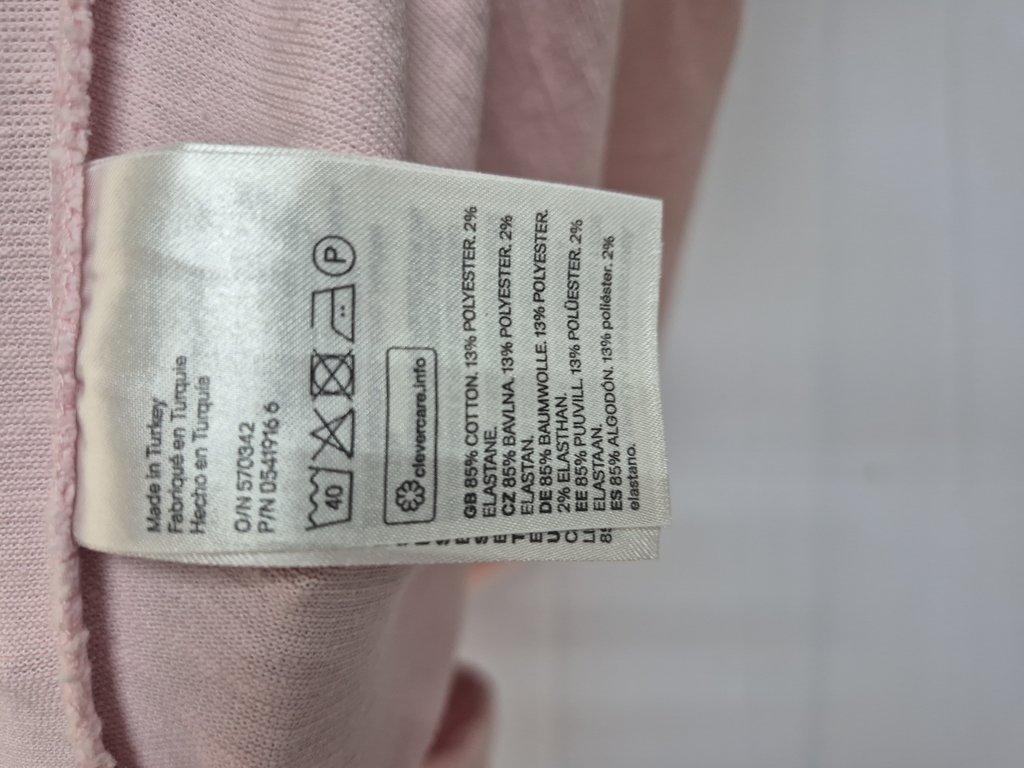 Made in Turkey
Fabriqué en Turquie
Hecho en Turquía
O/N 570342
P/N 0541916 6
40
P
clevercare.info
GB 85% COTTON. 13% POLYESTER. 2%
ELASTANE.
CZ 85% BAVLNA. 13% POLYESTER. 2%
ELASTAN.
DE 85% BAUMWOLLE. 13% POLYESTER.
2% ELASTHAN.
EE 85% PUUVILL. 13% POLÜESTER. 2%
ELASTAN.
ES 85% ALGODÓN. 13% poliéster. 2%
elastano.